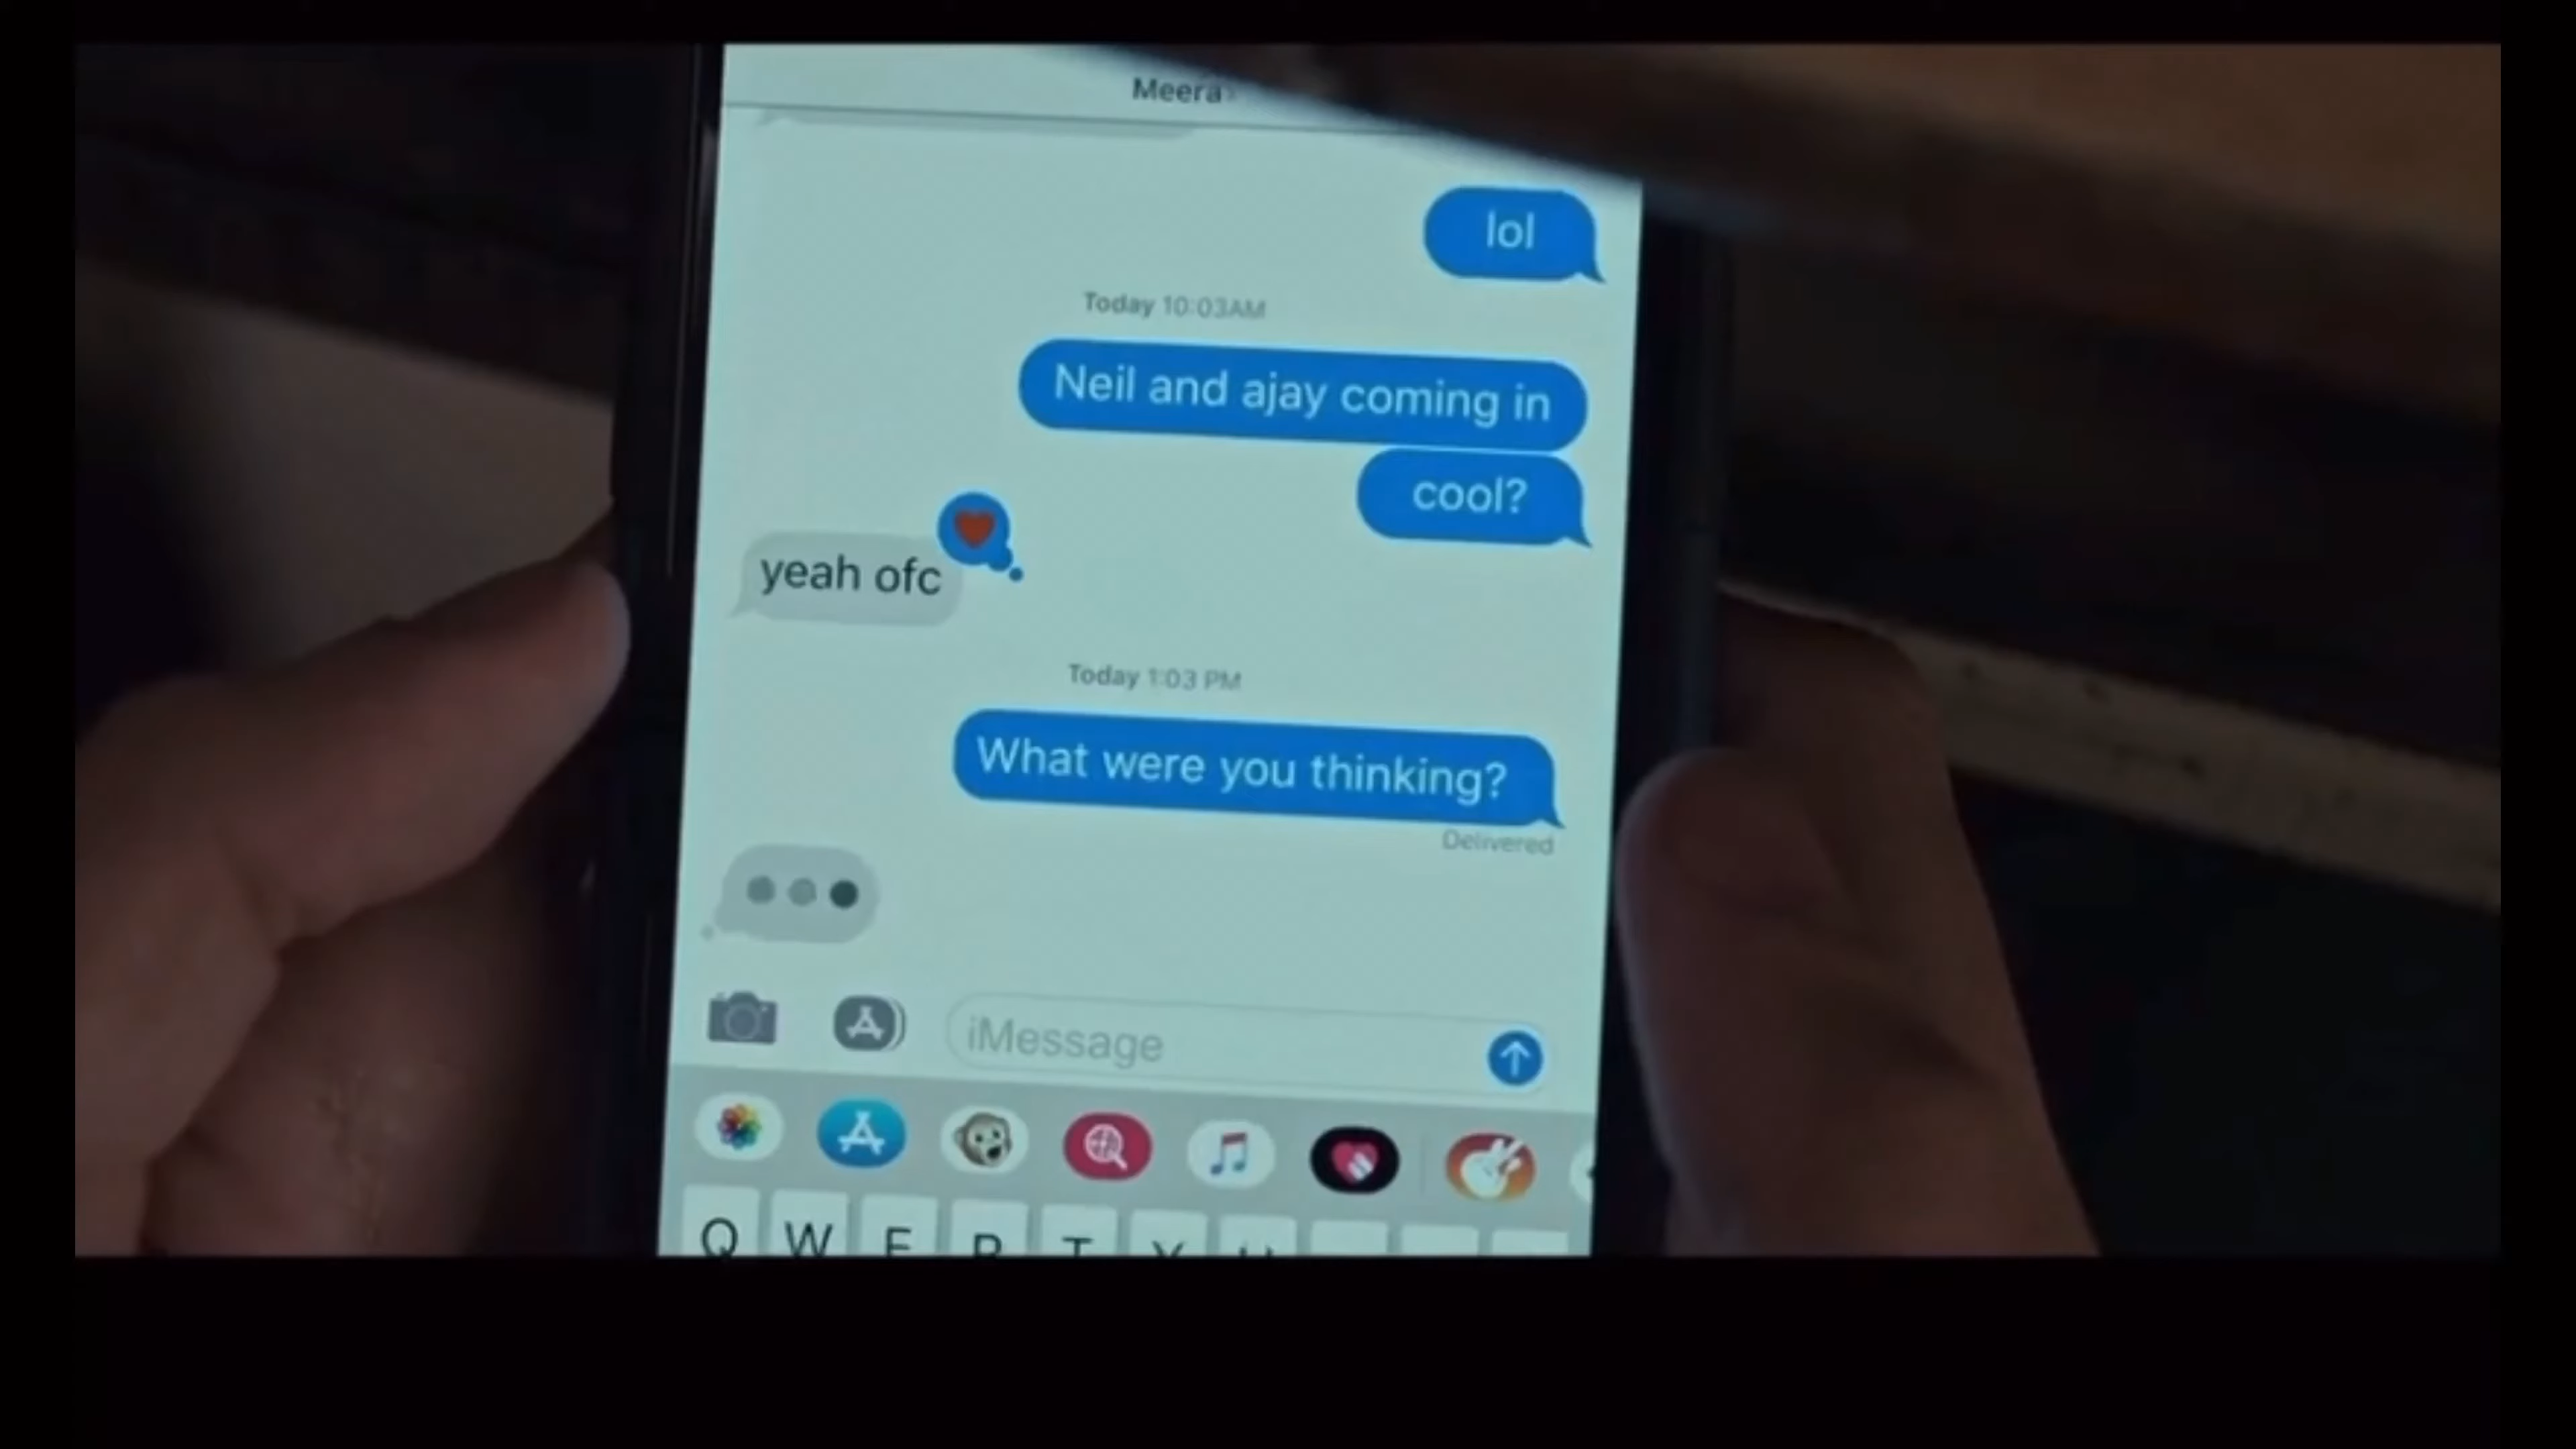 Meera
lol
Today 10:03AM
Neil and ajay coming in
cool?
yeah ofc
Today 1:03 PM
What were you thinking?
Delivered
iMessage
Q W E R T Y U